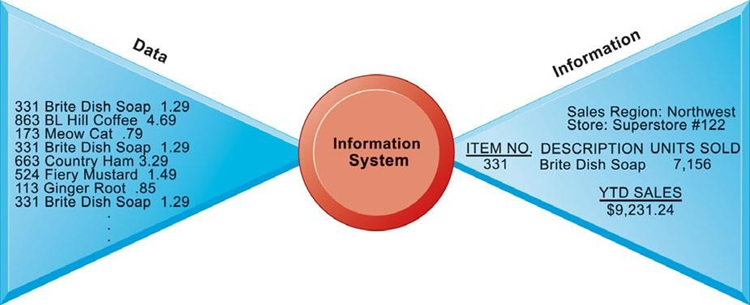 Data
331 Brite Dish Soap 1.29
863 BL Hill Coffee 4.69
173 Meow Cat .79
331 Brite Dish Soap 1.29
663 Country Ham 3.29
524 Fiery Mustard 1.49
113 Ginger Root .85
331 Brite Dish Soap 1.29
.
.
.
Information
System
Information
Sales Region: Northwest
Store: Superstore #122
ITEM NO. DESCRIPTION UNITS SOLD
331 Brite Dish Soap 7,156
YTD SALES
$9,231.24